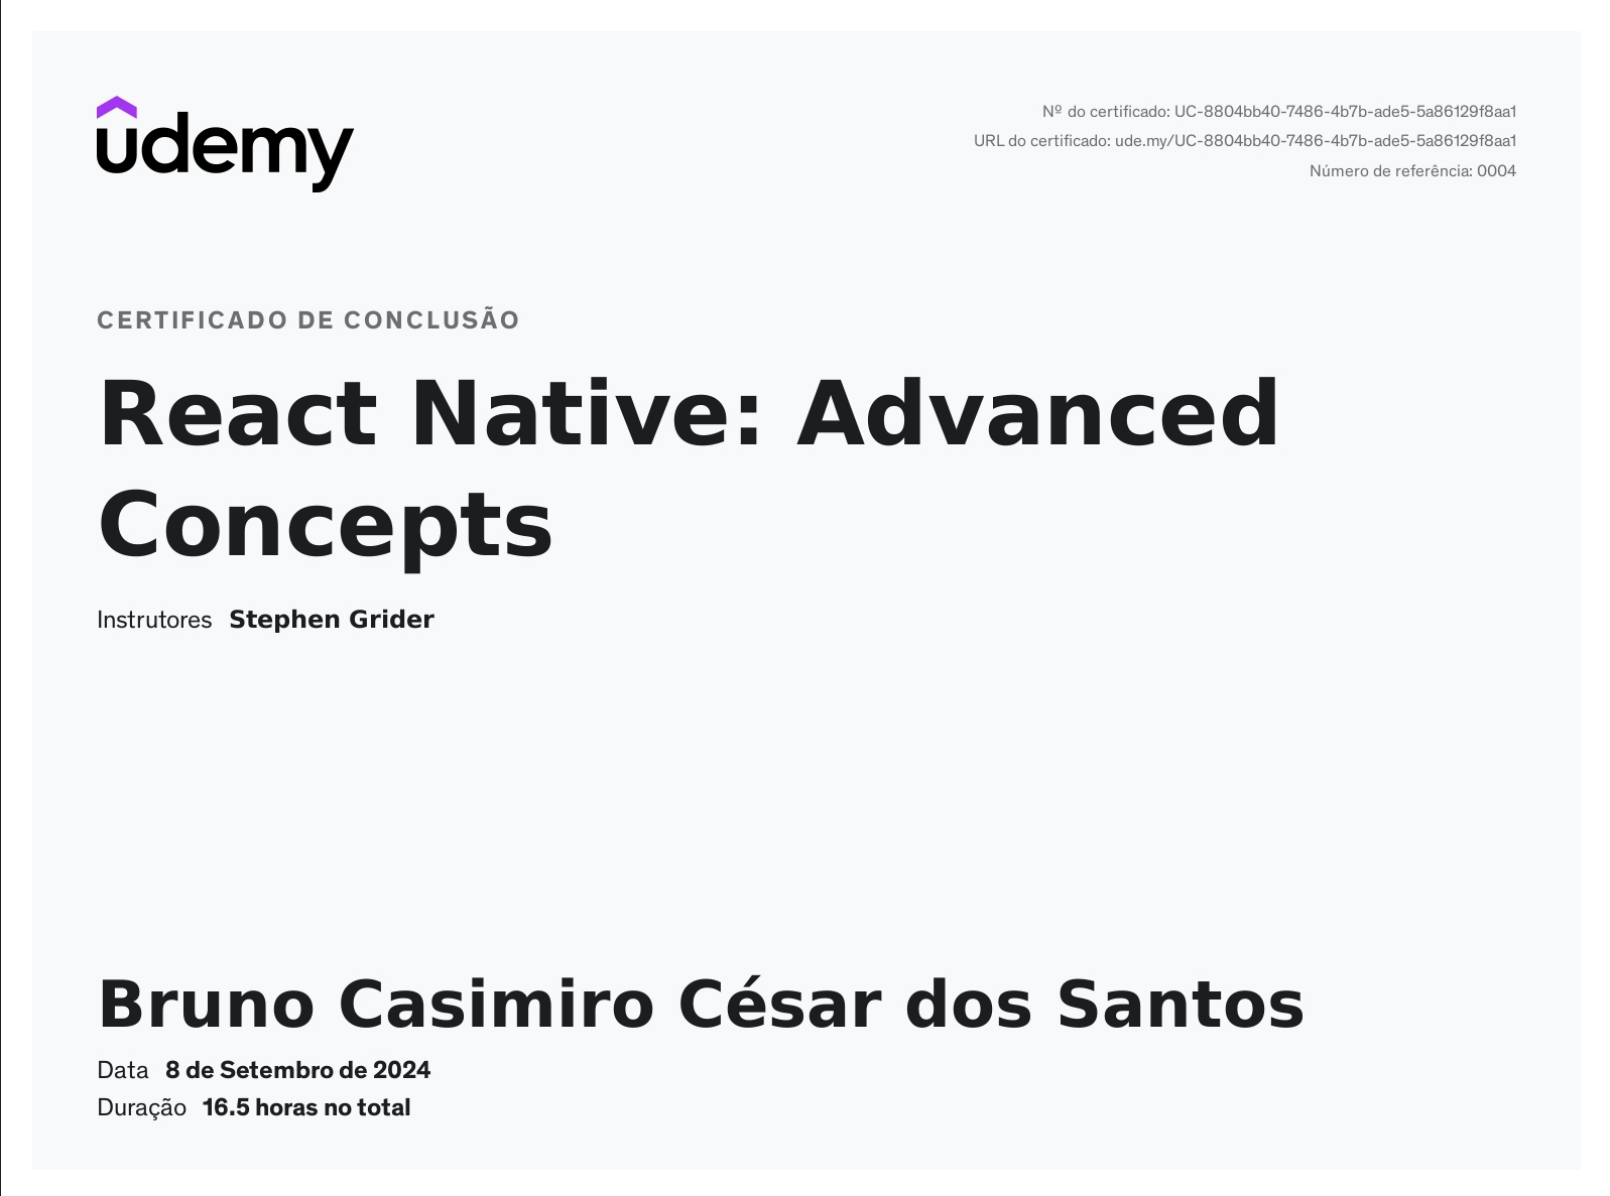 udemy
Nº do certificado: UC-8804bb40-7486-4b7b-ade5-5a86129f8aa1
URL do certificado: ude.my/UC-8804bb40-7486-4b7b-ade5-5a86129f8aa1
Número de referência: 0004
CERTIFICADO DE CONCLUSÃO
React Native: Advanced
Concepts
Instrutores Stephen Grider
Bruno Casimiro César dos Santos
Data 8 de Setembro de 2024
Duração 16.5 horas no total